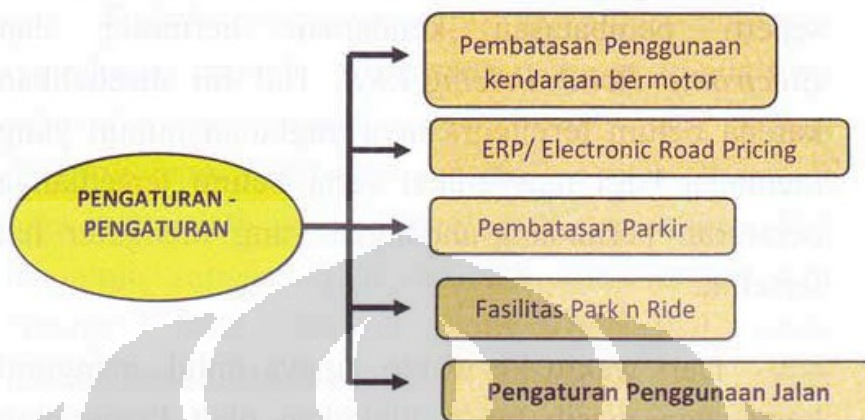 Pembatasan Penggunaan
kendaraan bermotor
ERP/ Electronic Road Pricing
PENGATURAN -
PENGATURAN
Pembatasan Parkir
Fasilitas Park n Ride
Pengaturan Penggunaan Jalan